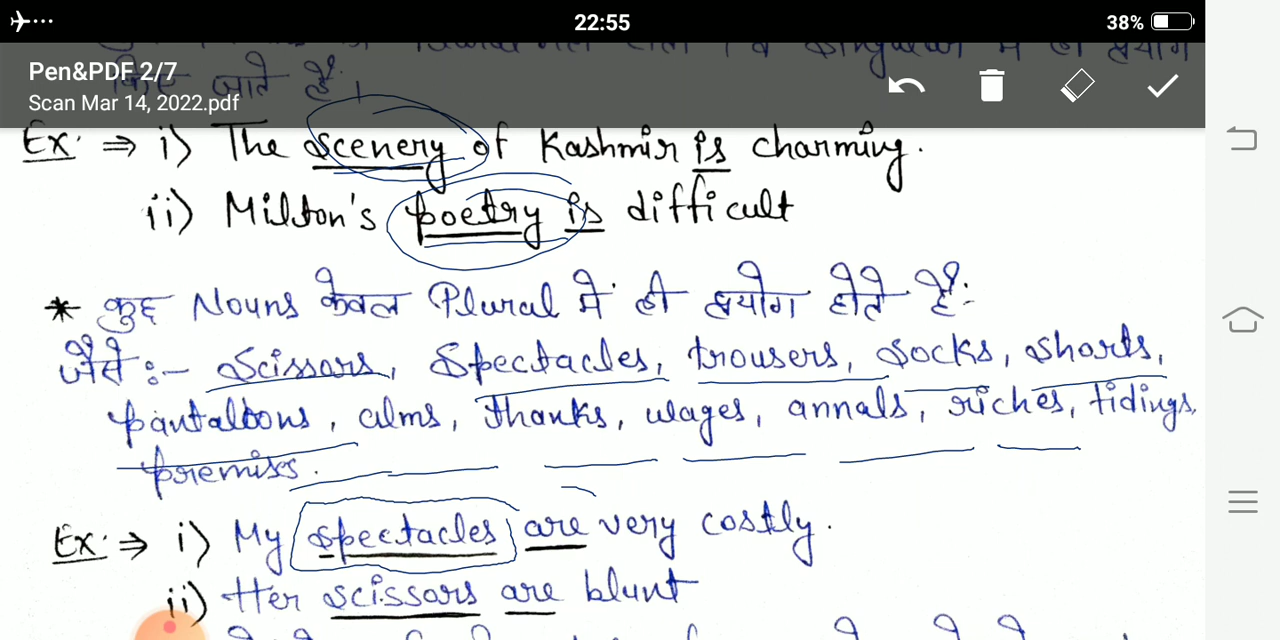 22:55
38%
Pen&PDF 2/7
Scan Mar 14, 2022.pdf
में ही प्रयोग
किए जाते हैं।
Ex: ⇒ i) The scenery of Kashmir is charming.
ii) Milton's poetry is difficult
* कुछ Nouns केवल Plural में ही प्रयोग होते हैं:-
जैसे:- Scissors, Spectacles, trousers, Socks, Shorts,
pantaloons, alms, thanks, wages, annals, riches, tidings,
premiss.
Ex: ⇒ i) My spectacles are very costly.
ii) Her scissors are blunt